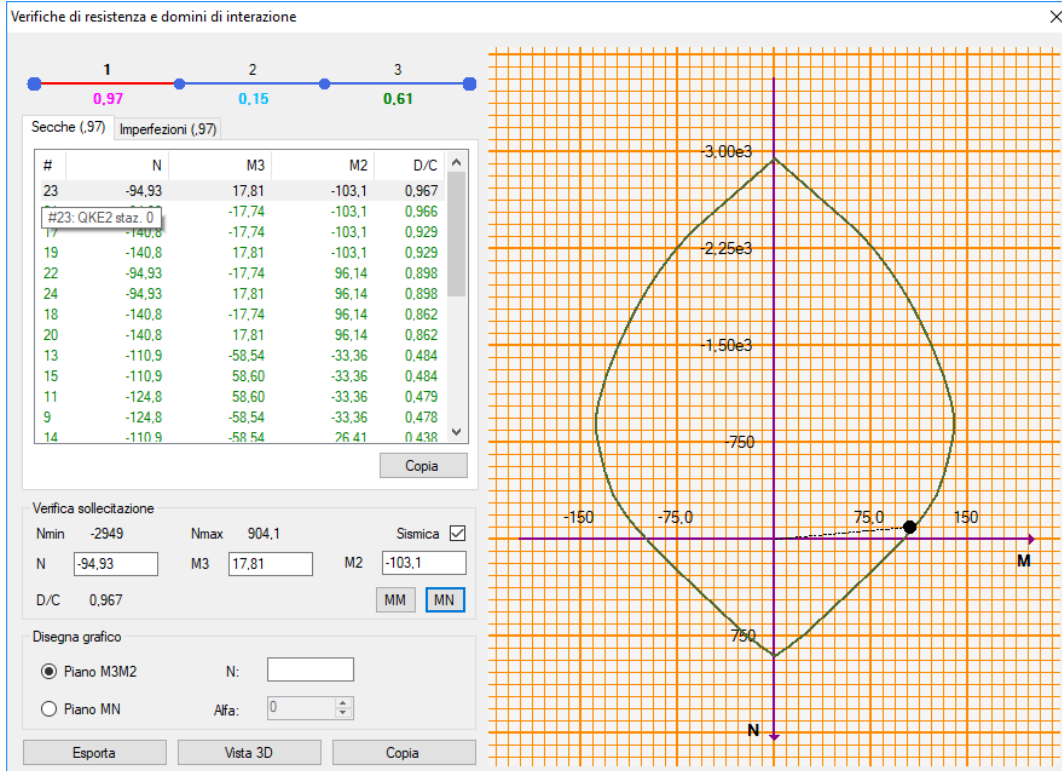 Verifiche di resistenza e domini di interazione
1 2 3
0,97 0,15 0,61
Secche (,97) Imperfezioni (,97)
# N M3 M2 D/C
23 -94,93 17,81 -103,1 0,967
-17,74 -103,1 0,966
#23: QKE2 staz. 0
17 -140,8 -17,74 -103,1 0,929
19 -140,8 17,81 -103,1 0,929
22 -94,93 -17,74 96,14 0,898
24 -94,93 17,81 96,14 0,898
18 -140,8 -17,74 96,14 0,862
20 -140,8 17,81 96,14 0,862
13 -110,9 -58,54 -33,36 0,484
15 -110,9 58,60 -33,36 0,484
11 -124,8 58,60 -33,36 0,479
9 -124,8 -58,54 -33,36 0,478
14 -110,9 -58,54 26,41 0,438
Copia
Verifica sollecitazione
Nmin -2949 Nmax 904,1 Sismica
N -94,93 M3 17,81 M2 -103,1
D/C 0,967 MM MN
Disegna grafico
Piano M3M2 N:
Piano MN Alfa: 0
Esporta Vista 3D Copia
-3,00e3
-2,25e3
-1,50e3
-750
-150 -75,0 75,0 150
M
750
N